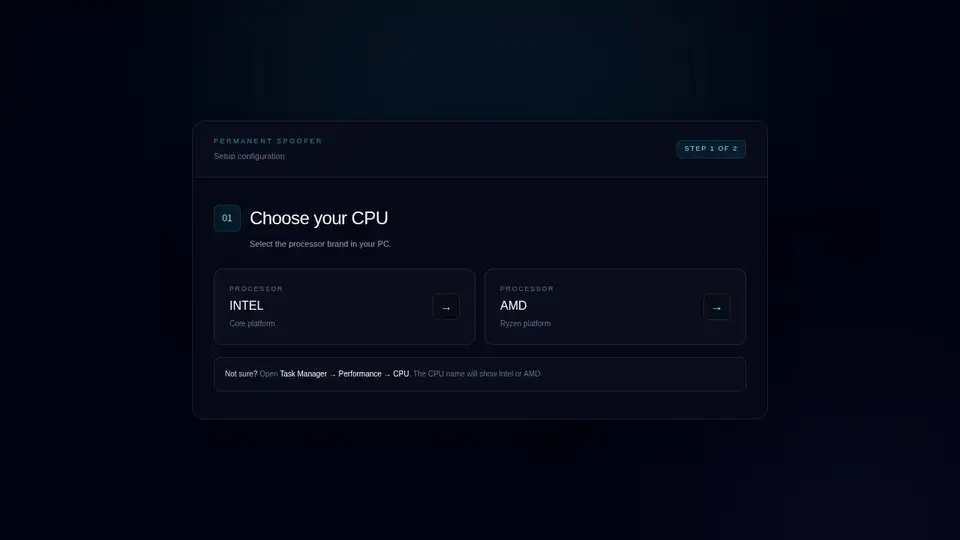 PERMANENT SPOOFER
Setup configuration
STEP 1 OF 2
01
Choose your CPU
Select the processor brand in your PC.
PROCESSOR
INTEL
Core platform
→
PROCESSOR
AMD
Ryzen platform
→
Not sure? Open Task Manager → Performance → CPU. The CPU name will show Intel or AMD